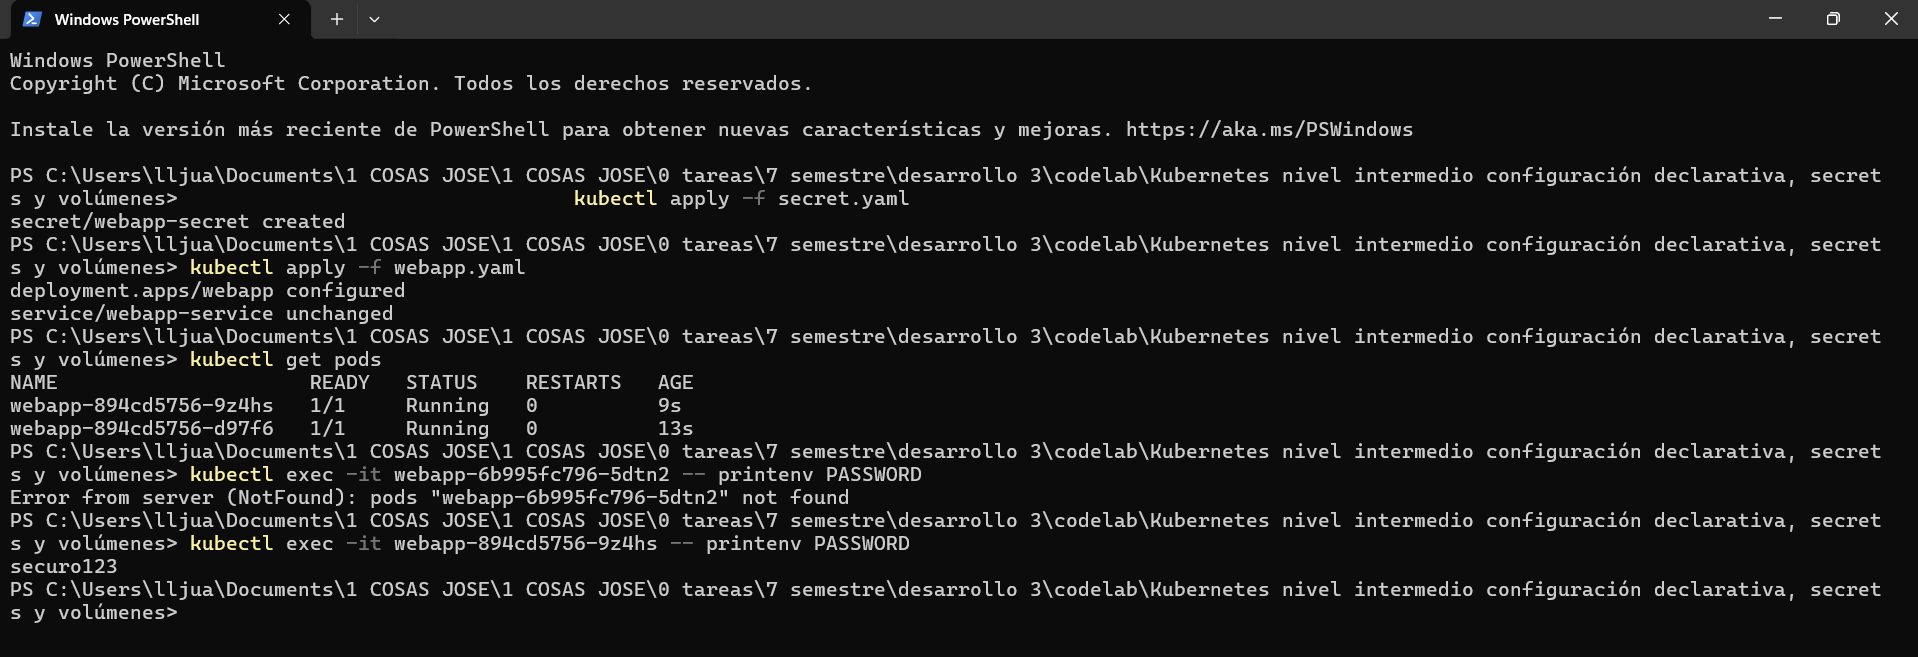 Windows PowerShell
Windows PowerShell
Copyright (C) Microsoft Corporation. Todos los derechos reservados.
Instale la versión más reciente de PowerShell para obtener nuevas características y mejoras. https://aka.ms/PSWindows
PS C:\Users\lljua\Documents\1 COSAS JOSE\1 COSAS JOSE\0 tareas\7 semestre\desarrollo 3\codelab\Kubernetes nivel intermedio configuración declarativa, secret
s y volúmenes> kubectl apply -f secret.yaml
secret/webapp-secret created
PS C:\Users\lljua\Documents\1 COSAS JOSE\1 COSAS JOSE\0 tareas\7 semestre\desarrollo 3\codelab\Kubernetes nivel intermedio configuración declarativa, secret
s y volúmenes> kubectl apply -f webapp.yaml
deployment.apps/webapp configured
service/webapp-service unchanged
PS C:\Users\lljua\Documents\1 COSAS JOSE\1 COSAS JOSE\0 tareas\7 semestre\desarrollo 3\codelab\Kubernetes nivel intermedio configuración declarativa, secret
s y volúmenes> kubectl get pods
NAME                     READY   STATUS    RESTARTS   AGE
webapp-894cd5756-9z4hs   1/1     Running   0          9s
webapp-894cd5756-d97f6   1/1     Running   0          13s
PS C:\Users\lljua\Documents\1 COSAS JOSE\1 COSAS JOSE\0 tareas\7 semestre\desarrollo 3\codelab\Kubernetes nivel intermedio configuración declarativa, secret
s y volúmenes> kubectl exec -it webapp-6b995fc796-5dtn2 -- printenv PASSWORD
Error from server (NotFound): pods "webapp-6b995fc796-5dtn2" not found
PS C:\Users\lljua\Documents\1 COSAS JOSE\1 COSAS JOSE\0 tareas\7 semestre\desarrollo 3\codelab\Kubernetes nivel intermedio configuración declarativa, secret
s y volúmenes> kubectl exec -it webapp-894cd5756-9z4hs -- printenv PASSWORD
securo123
PS C:\Users\lljua\Documents\1 COSAS JOSE\1 COSAS JOSE\0 tareas\7 semestre\desarrollo 3\codelab\Kubernetes nivel intermedio configuración declarativa, secret
s y volúmenes>